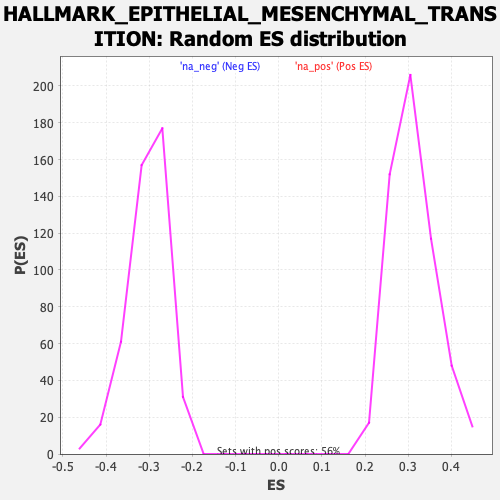 HALLMARK_EPITHELIAL_MESENCHYMAL_TRANS
ITION: Random ES distribution
'na_neg' (Neg ES) 'na_pos' (Pos ES)
200
180
160
140
120
100
80
60
40
20
0
P(ES)
Sets with pos scores: 56%
-0.5 -0.4 -0.3 -0.2 -0.1 0.0 0.1 0.2 0.3 0.4
ES